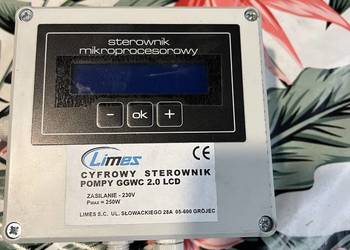 sterownik
mikroprocesorowy
- ok +
Limes CE
CYFROWY STEROWNIK
POMPY GGWC 2.0 LCD
ZASILANIE - 230V
PMAX = 250W
LIMES S.C. UL. SŁOWACKIEGO 28A 05-600 GRÓJEC